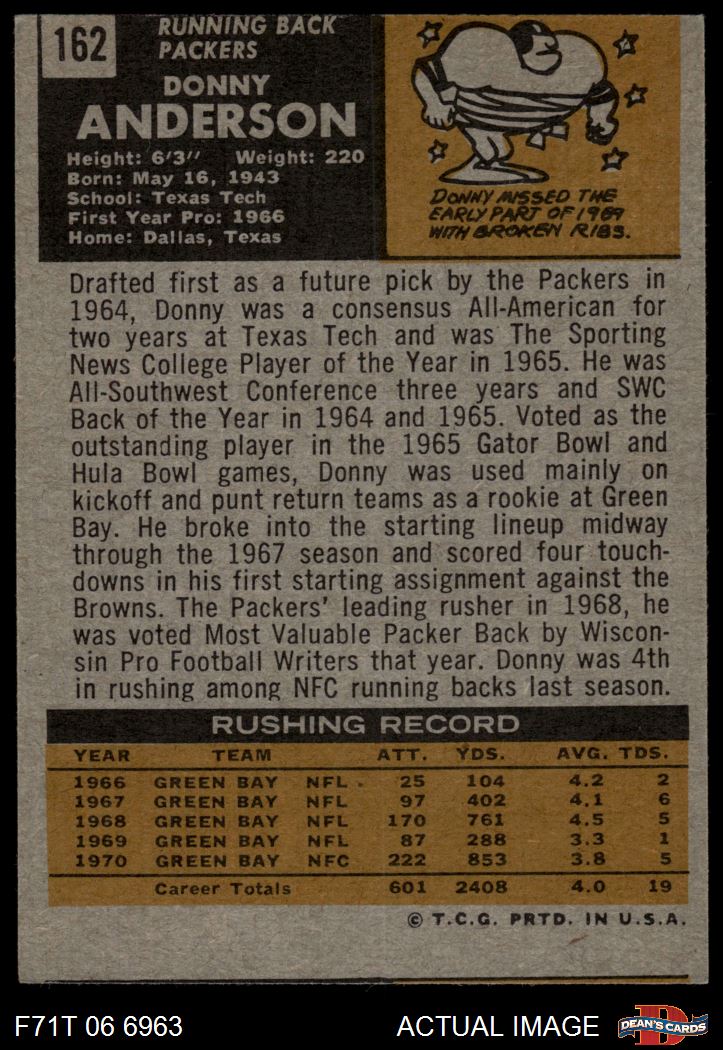 162
RUNNING BACK
PACKERS
DONNY
ANDERSON
Height: 6'3" Weight: 220
Born: May 16, 1943
School: Texas Tech
First Year Pro: 1966
Home: Dallas, Texas
DONNY MISSED THE
EARLY PART OF 1969
WITH BROKEN RIBS.
Drafted first as a future pick by the Packers in
1964, Donny was a consensus All-American for
two years at Texas Tech and was The Sporting
News College Player of the Year in 1965. He was
All-Southwest Conference three years and SWC
Back of the Year in 1964 and 1965. Voted as the
outstanding player in the 1965 Gator Bowl and
Hula Bowl games, Donny was used mainly on
kickoff and punt return teams as a rookie at Green
Bay. He broke into the starting lineup midway
through the 1967 season and scored four touch-
downs in his first starting assignment against the
Browns. The Packers' leading rusher in 1968, he
was voted Most Valuable Packer Back by Wiscon-
sin Pro Football Writers that year. Donny was 4th
in rushing among NFC running backs last season.
RUSHING RECORD
YEAR TEAM ATT. YDS. AVG. TDS.
1966 GREEN BAY NFL 25 104 4.2 2
1967 GREEN BAY NFL 97 402 4.1 6
1968 GREEN BAY NFL 170 761 4.5 5
1969 GREEN BAY NFL 87 288 3.3 1
1970 GREEN BAY NFC 222 853 3.8 5
Career Totals 601 2408 4.0 19
© T.C.G. PRTD. IN U.S.A.
F71T 06 6963 ACTUAL IMAGE
D
DEAN'S CARDS